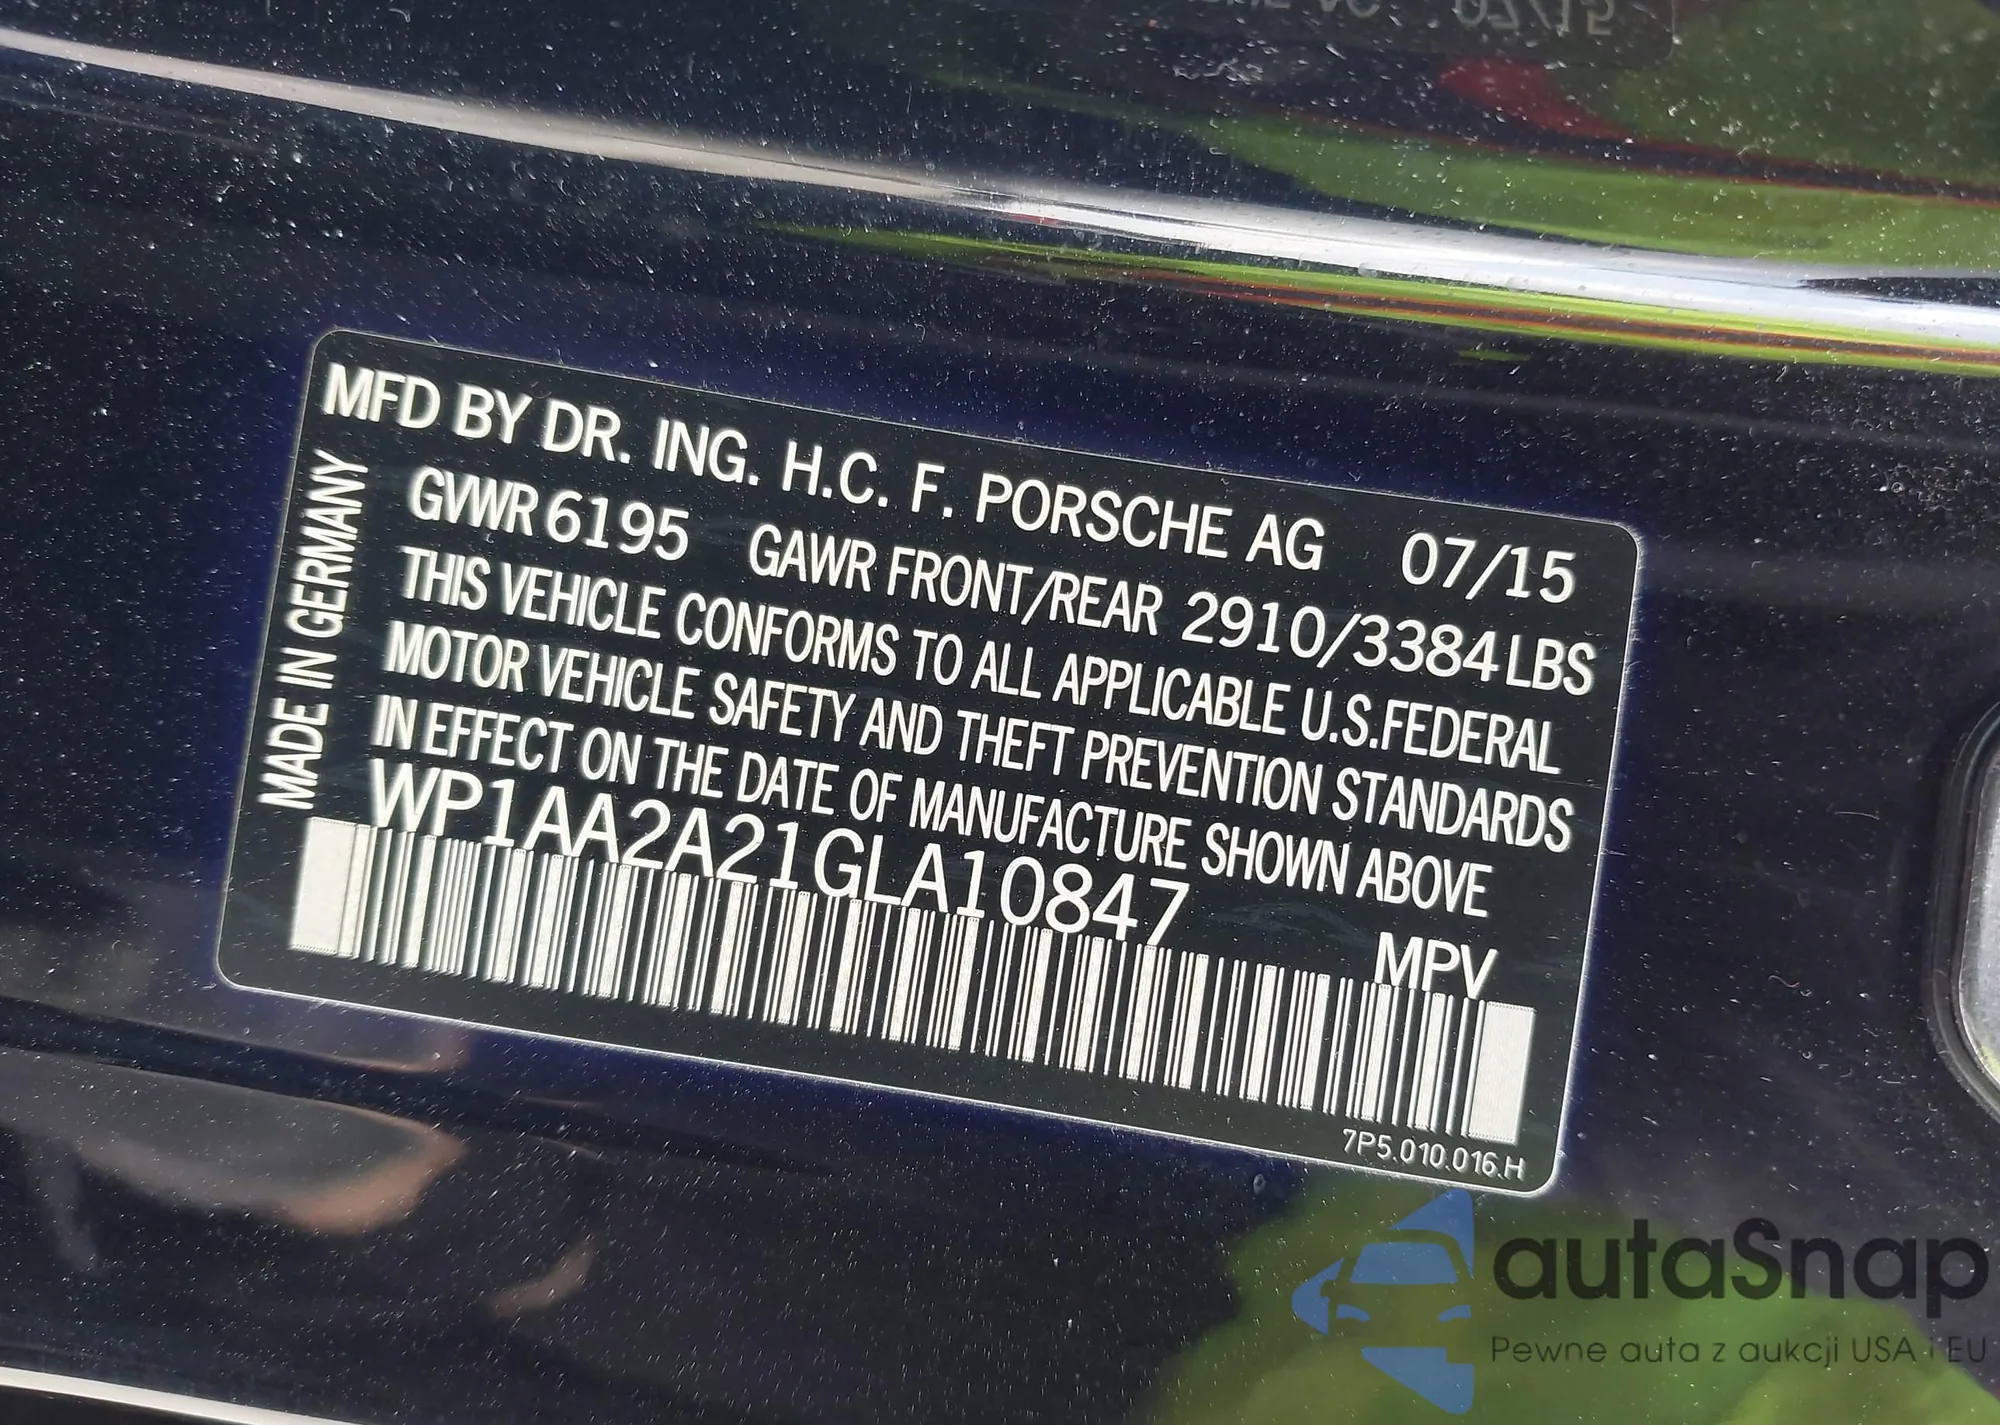 MFD BY DR. ING. H.C. F. PORSCHE AG 07/15
GVWR 6195 GAWR FRONT/REAR 2910/3384 LBS
THIS VEHICLE CONFORMS TO ALL APPLICABLE U.S.FEDERAL
MOTOR VEHICLE SAFETY AND THEFT PREVENTION STANDARDS
IN EFFECT ON THE DATE OF MANUFACTURE SHOWN ABOVE
WP1AA2A21GLA10847
MPV
MADE IN GERMANY
7P5.010.016.H
autaSnap
Pewne auta z aukcji USA i EU